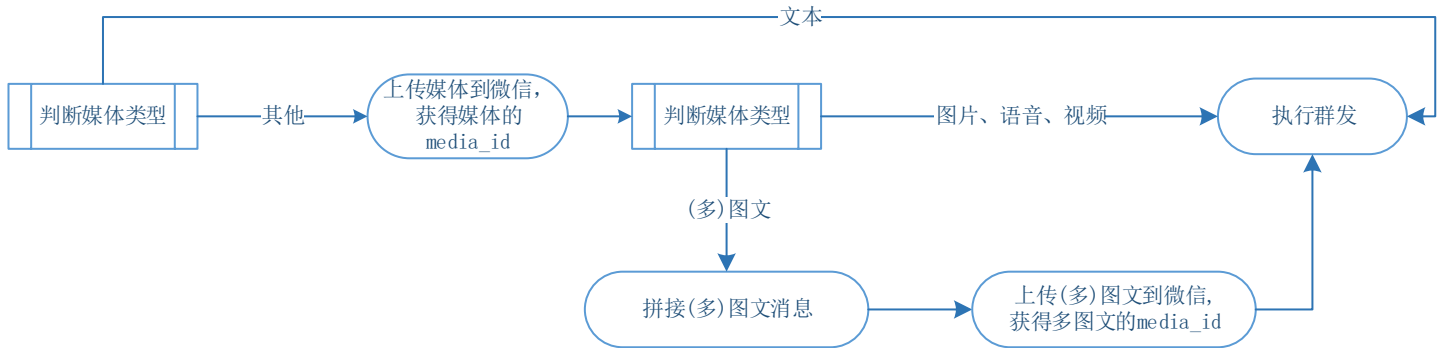 文本
判断媒体类型
其他
上传媒体到微信，
获得媒体的
media_id
判断媒体类型
图片、语音、视频
执行群发
(多)图文
拼接(多)图文消息
上传(多)图文到微信,
获得多图文的media_id